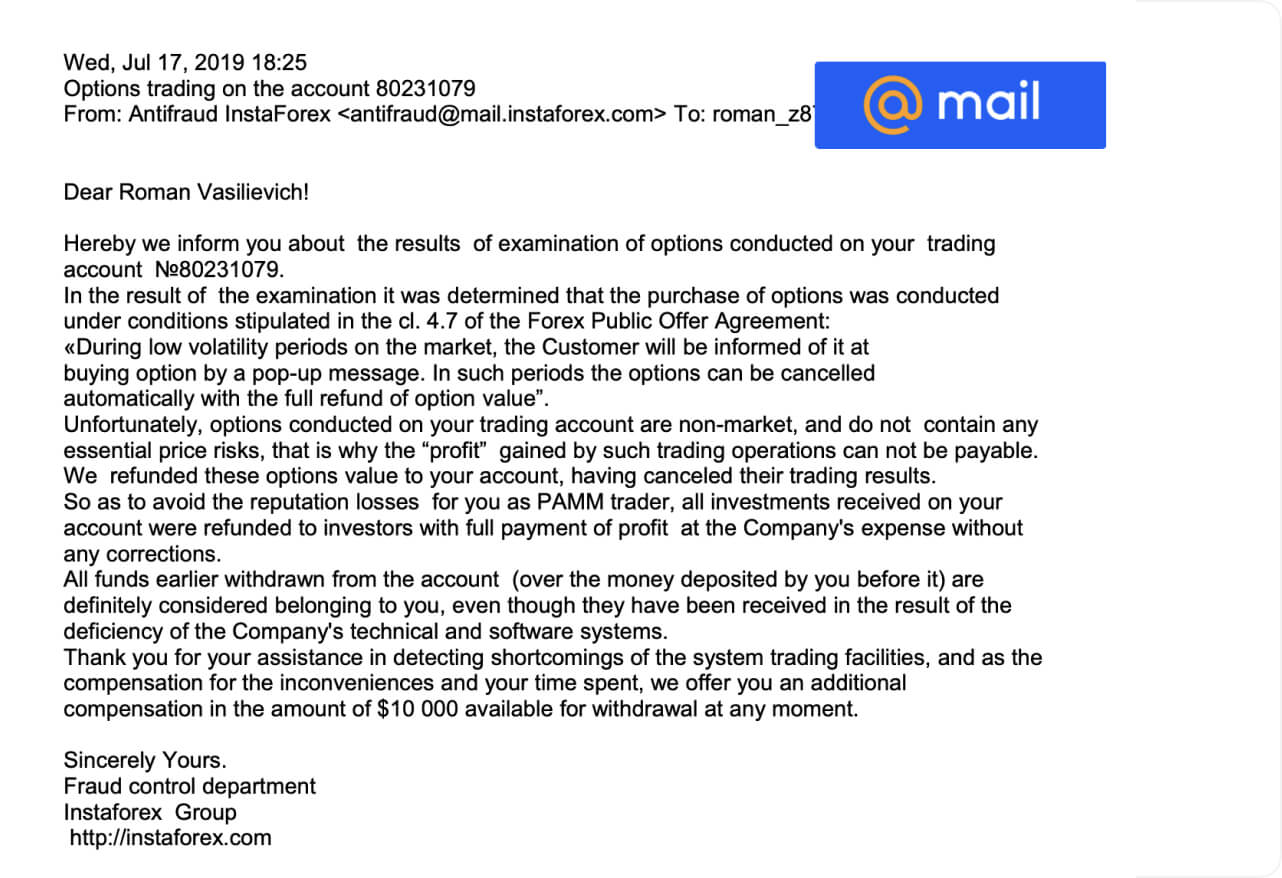 Wed, Jul 17, 2019 18:25
Options trading on the account 80231079
From: Antifraud InstaForex <antifraud@mail.instaforex.com> To: roman_z8
@ mail
Dear Roman Vasilievich!
Hereby we inform you about the results of examination of options conducted on your trading
account №80231079.
In the result of the examination it was determined that the purchase of options was conducted
under conditions stipulated in the cl. 4.7 of the Forex Public Offer Agreement:
«During low volatility periods on the market, the Customer will be informed of it at
buying option by a pop-up message. In such periods the options can be cancelled
automatically with the full refund of option value”.
Unfortunately, options conducted on your trading account are non-market, and do not contain any
essential price risks, that is why the “profit” gained by such trading operations can not be payable.
We refunded these options value to your account, having canceled their trading results.
So as to avoid the reputation losses for you as PAMM trader, all investments received on your
account were refunded to investors with full payment of profit at the Company's expense without
any corrections.
All funds earlier withdrawn from the account (over the money deposited by you before it) are
definitely considered belonging to you, even though they have been received in the result of the
deficiency of the Company's technical and software systems.
Thank you for your assistance in detecting shortcomings of the system trading facilities, and as the
compensation for the inconveniences and your time spent, we offer you an additional
compensation in the amount of $10 000 available for withdrawal at any moment.
Sincerely Yours.
Fraud control department
Instaforex Group
http://instaforex.com